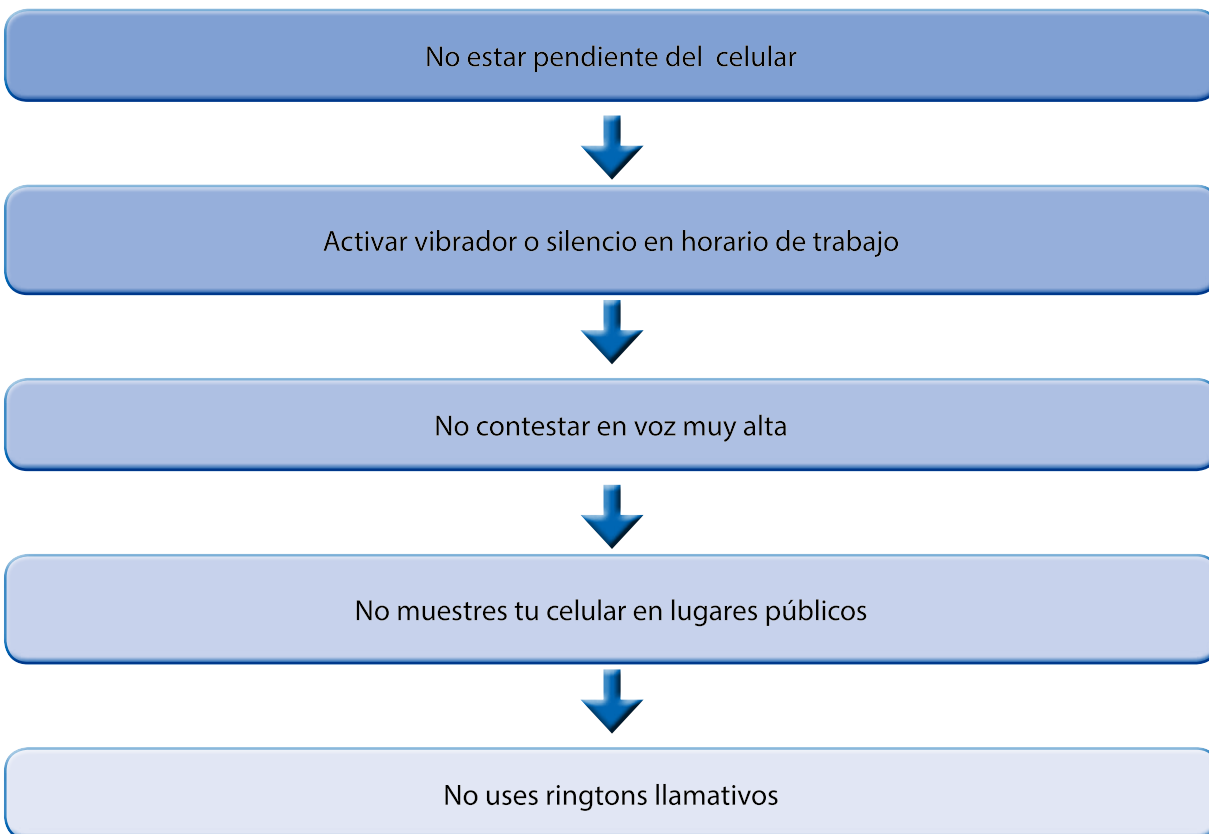 No estar pendiente del  celular
Activar vibrador o silencio en horario de trabajo
No contestar en voz muy alta
No muestres tu celular en lugares públicos
No uses ringtons llamativos